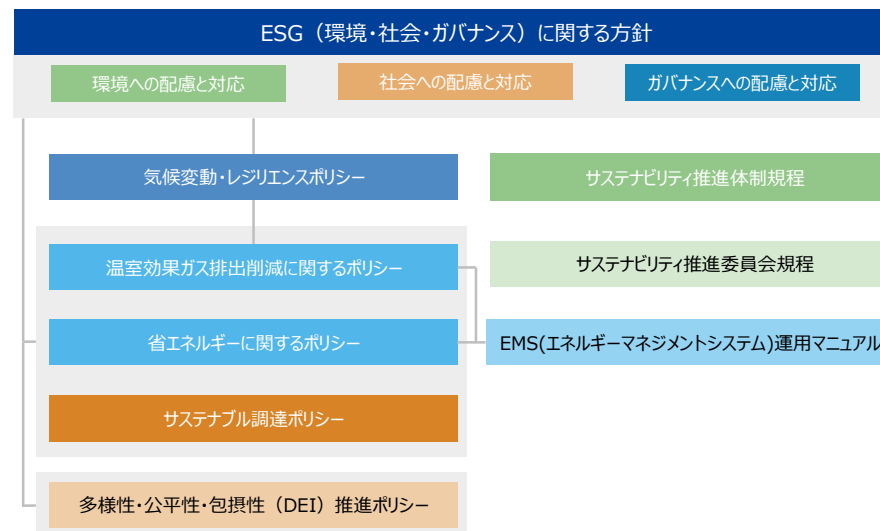 ESG（環境・社会・ガバナンス）に関する方針
環境への配慮と対応
社会への配慮と対応
ガバナンスへの配慮と対応
気候変動・レジリエンスポリシー
サステナビリティ推進体制規程
温室効果ガス排出削減に関するポリシー
サステナビリティ推進委員会規程
省エネルギーに関するポリシー
EMS(エネルギーマネジメントシステム)運用マニュアル
サステナブル調達ポリシー
多様性・公平性・包摂性（DEI）推進ポリシー